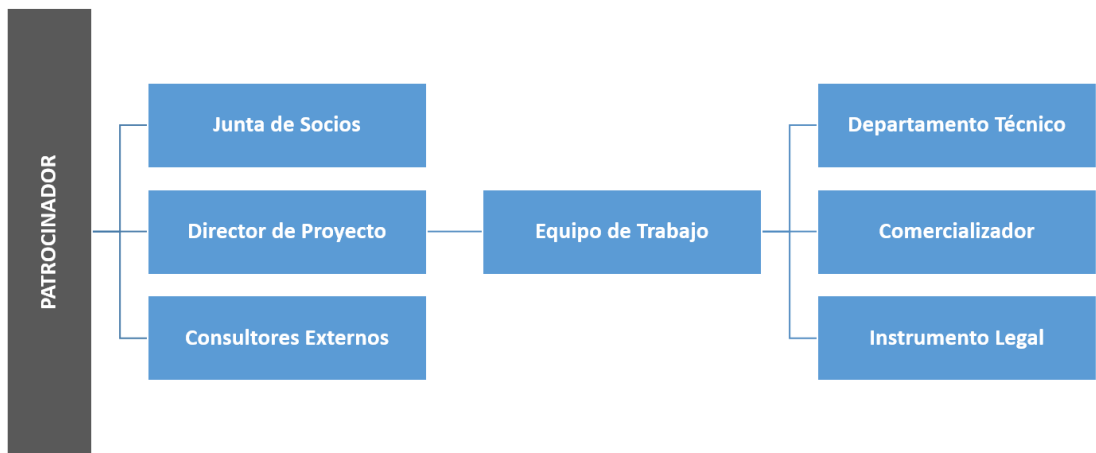 PATROCINADOR
Junta de Socios
Director de Proyecto
Consultores Externos
Equipo de Trabajo
Departamento Técnico
Comercializador
Instrumento Legal